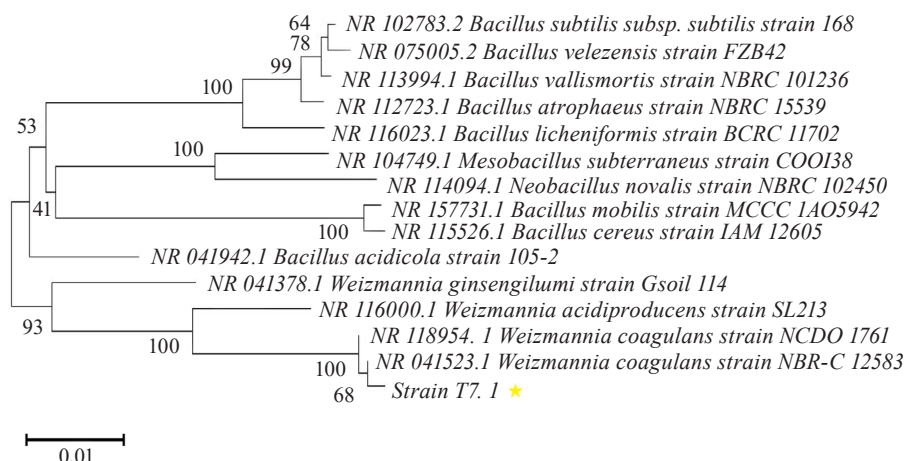 64
NR 102783.2 Bacillus subtilis subsp. subtilis strain 168
78
NR 075005.2 Bacillus velezensis strain FZB42
99
NR 113994.1 Bacillus vallismortis strain NBRC 101236
100
NR 112723.1 Bacillus atrophaeus strain NBRC 15539
53
NR 116023.1 Bacillus licheniformis strain BCRC 11702
100
NR 104749.1 Mesobacillus subterraneus strain COOI38
NR 114094.1 Neobacillus novalis strain NBRC 102450
41
NR 157731.1 Bacillus mobilis strain MCCC 1AO5942
100
NR 115526.1 Bacillus cereus strain IAM 12605
NR 041942.1 Bacillus acidicola strain 105-2
NR 041378.1 Weizmannia ginsengilumi strain Gsoil 114
93
NR 116000.1 Weizmannia acidiproducens strain SL213
100
NR 118954. 1 Weizmannia coagulans strain NCDO 1761
100
NR 041523.1 Weizmannia coagulans strain NBR-C 12583
68
Strain T7. 1
0.01